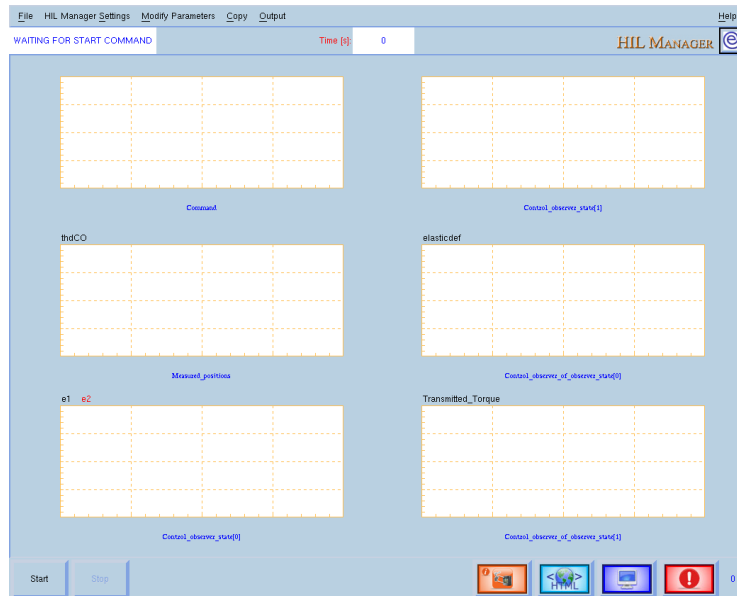 File HIL Manager Settings Modify Parameters Copy Output Help
WAITING FOR START COMMAND Time [s]: 0 HIL MANAGER e
Command Control_observer_state[1]
thdCO elasticdef
Measured_positions Control_observer_of_observer_state[0]
e1 e2 Transmitted_Torque
Control_observer_state[0] Control_observer_of_observer_state[1]
Start Stop <HTML> 0